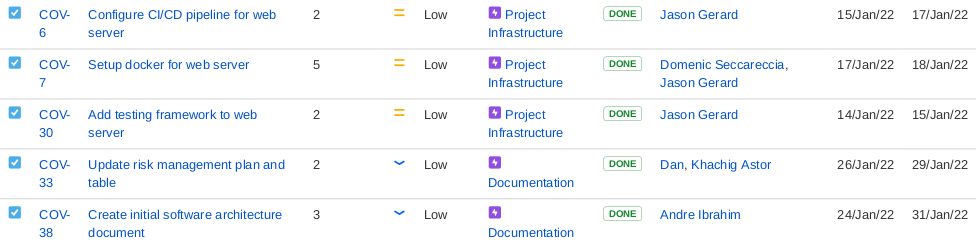 COV- Configure CI/CD pipeline for web 2 Low Project DONE Jason Gerard 15/Jan/22 17/Jan/22
6 server Infrastructure
COV- Setup docker for web server 5 Low Project DONE Domenic Seccareccia, 17/Jan/22 18/Jan/22
7 Infrastructure Jason Gerard
COV- Add testing framework to web 2 Low Project DONE Jason Gerard 14/Jan/22 15/Jan/22
30 server Infrastructure
COV- Update risk management plan and 2 Low DONE Dan, Khachig Astor 26/Jan/22 29/Jan/22
33 table Documentation
COV- Create initial software architecture 3 Low DONE Andre Ibrahim 24/Jan/22 31/Jan/22
38 document Documentation